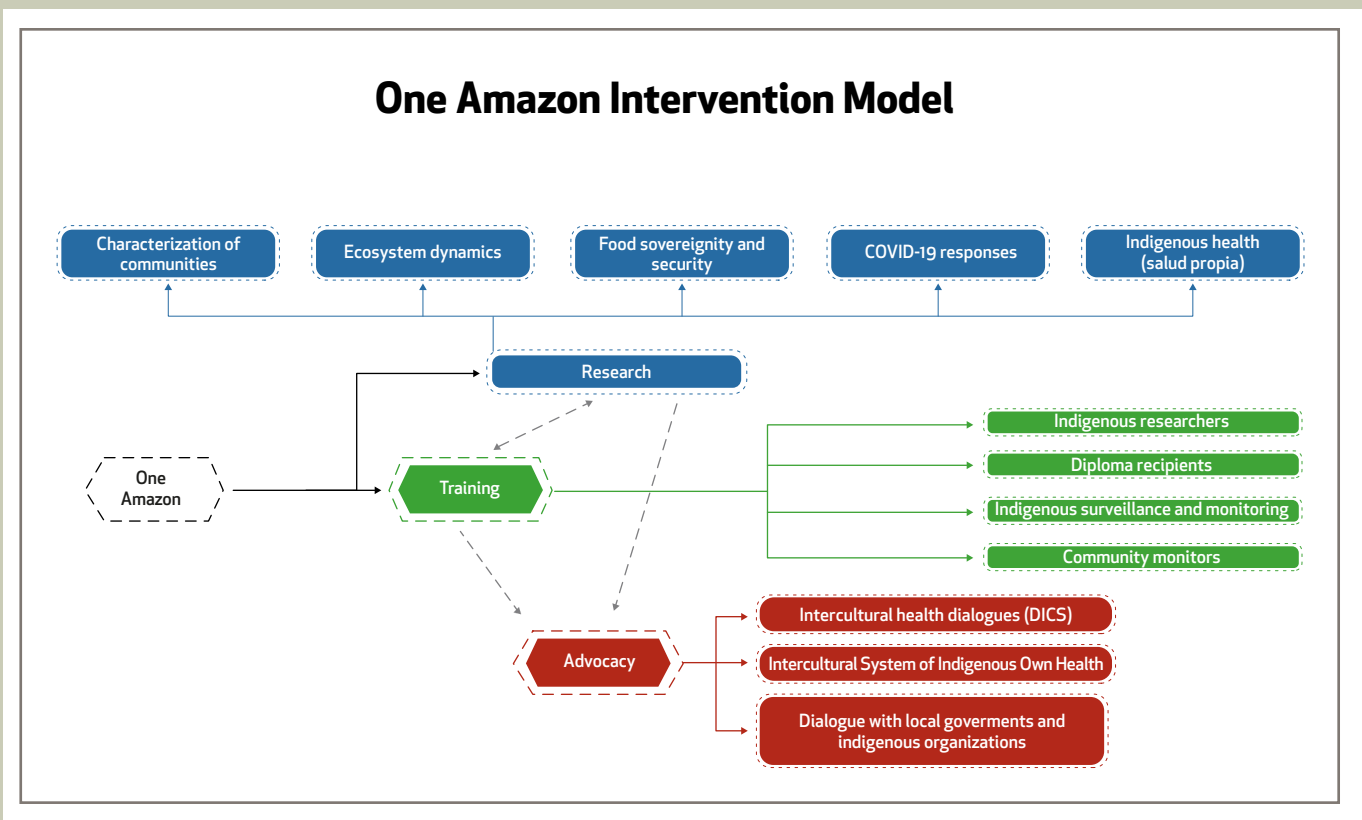 One Amazon Intervention Model
Characterization of
communities
Ecosystem dynamics
Food sovereignity and
security
COVID-19 responses
Indigenous health
(salud propia)
Research
One
Amazon
Training
Indigenous researchers
Diploma recipients
Indigenous surveillance and monitoring
Community monitors
Advocacy
Intercultural health dialogues (DICS)
Intercultural System of Indigenous Own Health
Dialogue with local goverments and
indigenous organizations